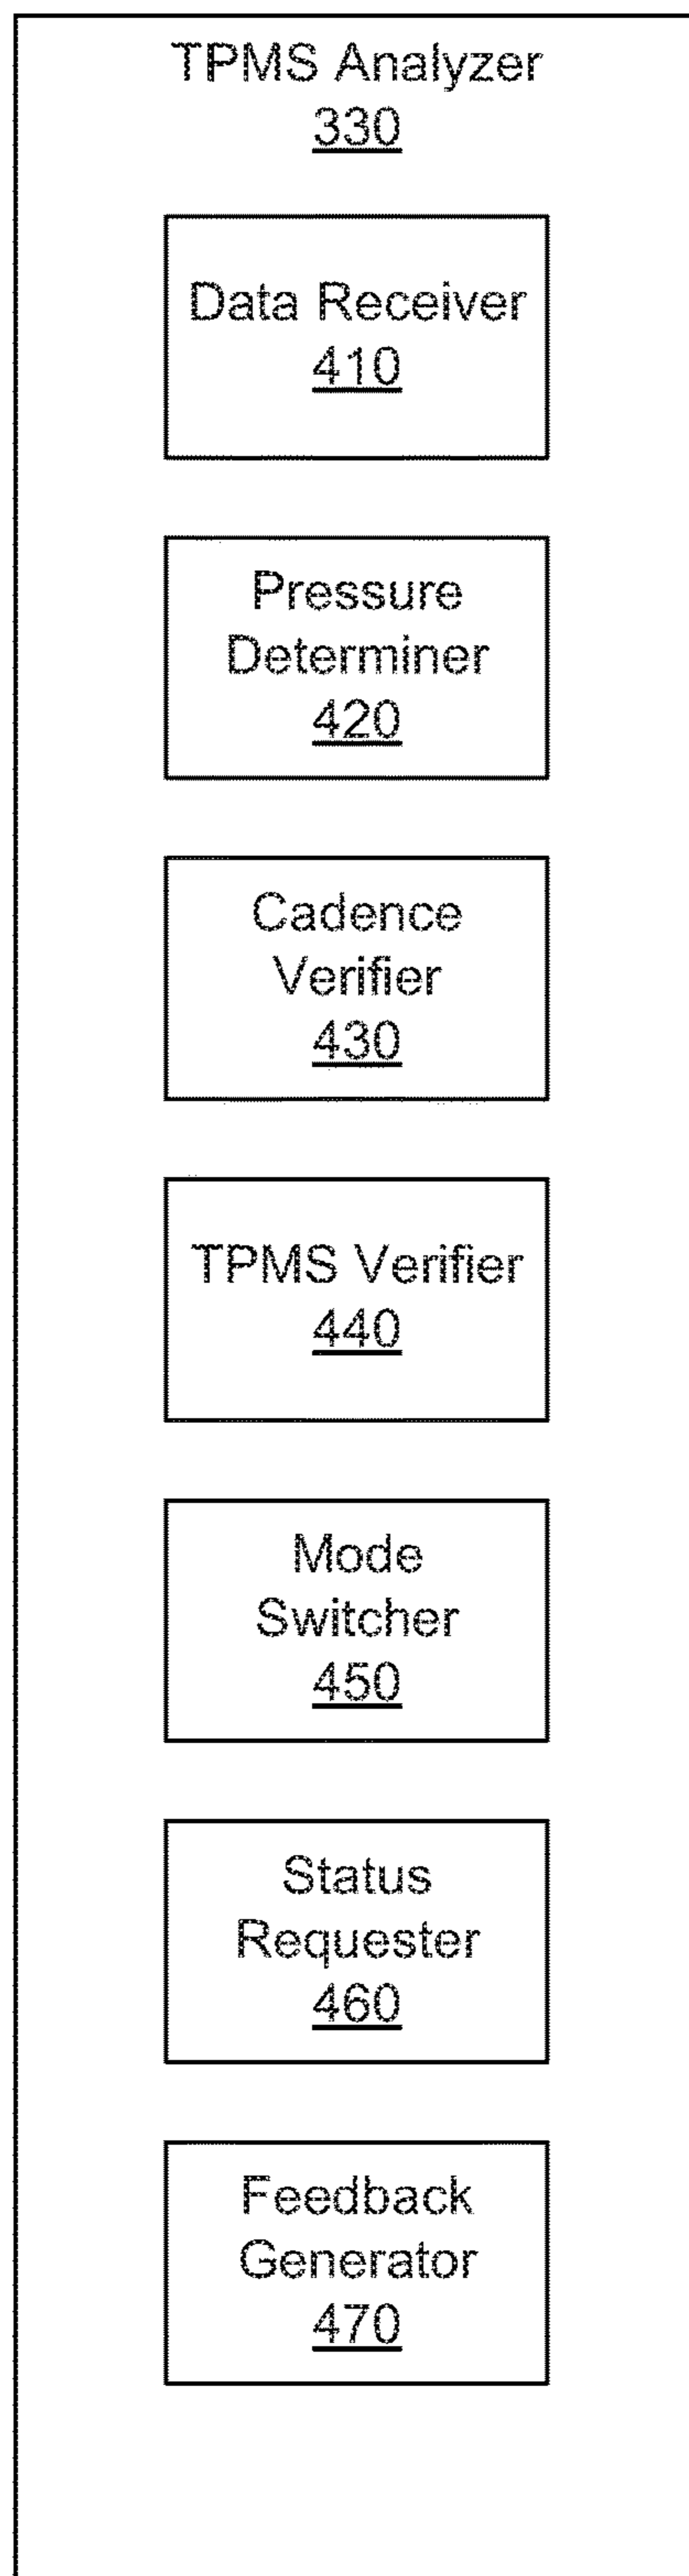 TPMS Analyzer
330
Data Receiver
410
Pressure
Determiner
420
Cadence
Verifier
430
TPMS Verifier
440
Mode
Switcher
450
Status
Requester
460
Feedback
Generator
470